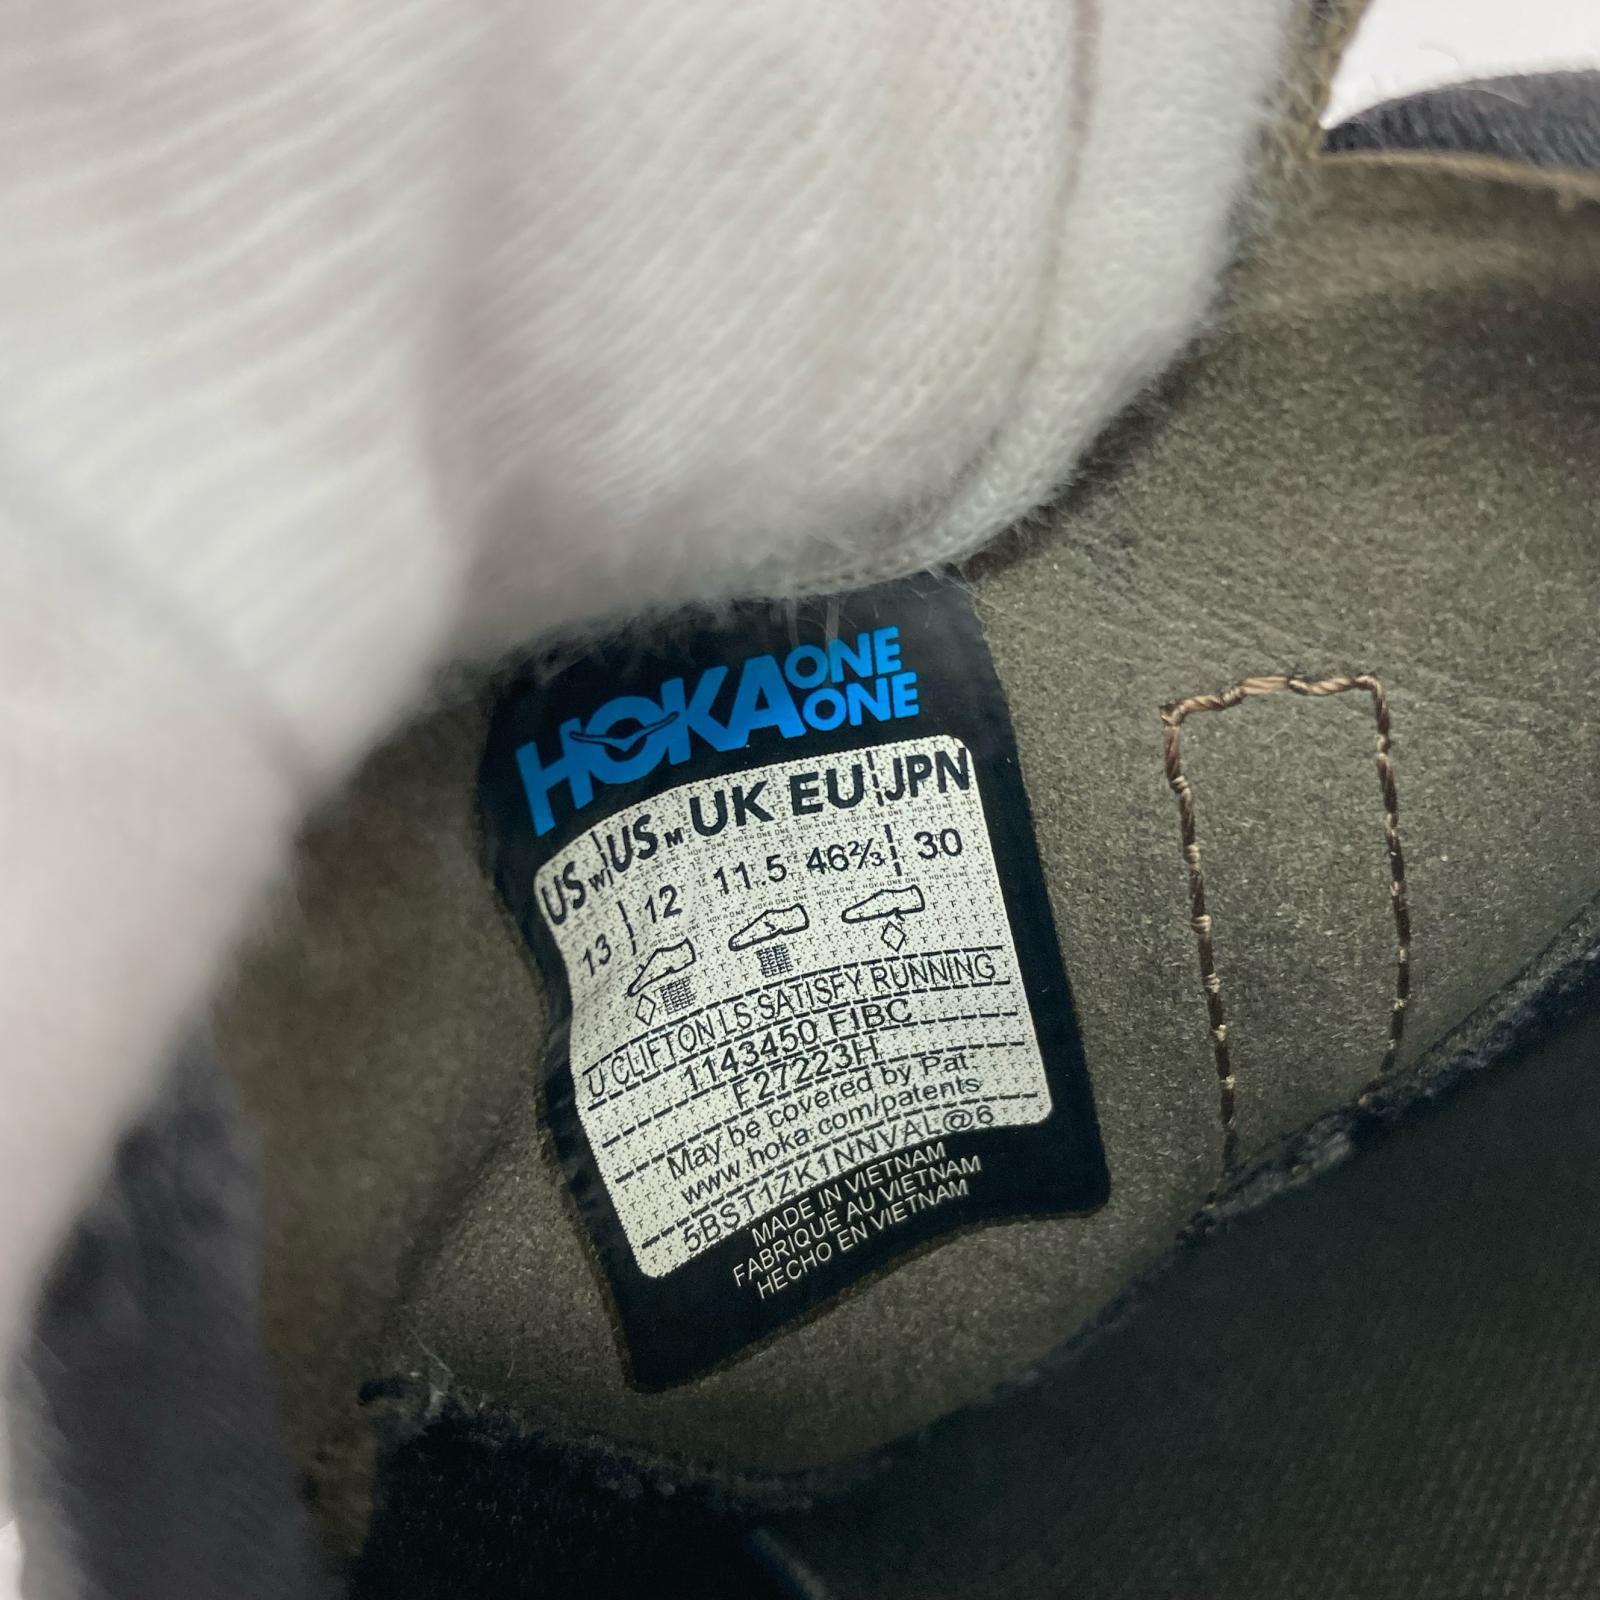 HOKA ONE ONE
US W US M UK EU JPN
13 12 11.5 46⅔ 30
U CLIFTON LS SATISFY RUNNING
1143450 FIBC
F27223H
May be covered by Pat.
www.hoka.com/patents
5BST1ZK1NNVAL@6
MADE IN VIETNAM
FABRIQUÉ AU VIETNAM
HECHO EN VIETNAM